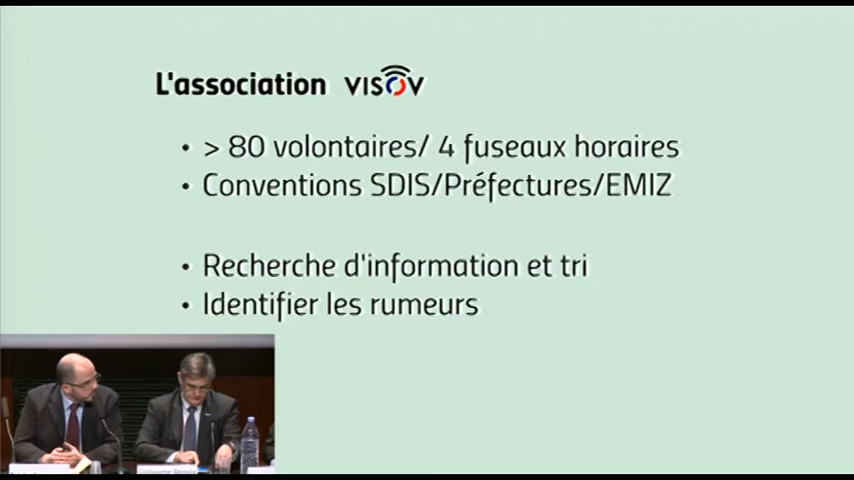 L'association VISOV
• > 80 volontaires/ 4 fuseaux horaires
• Conventions SDIS/Préfectures/EMIZ
• Recherche d'information et tri
• Identifier les rumeurs